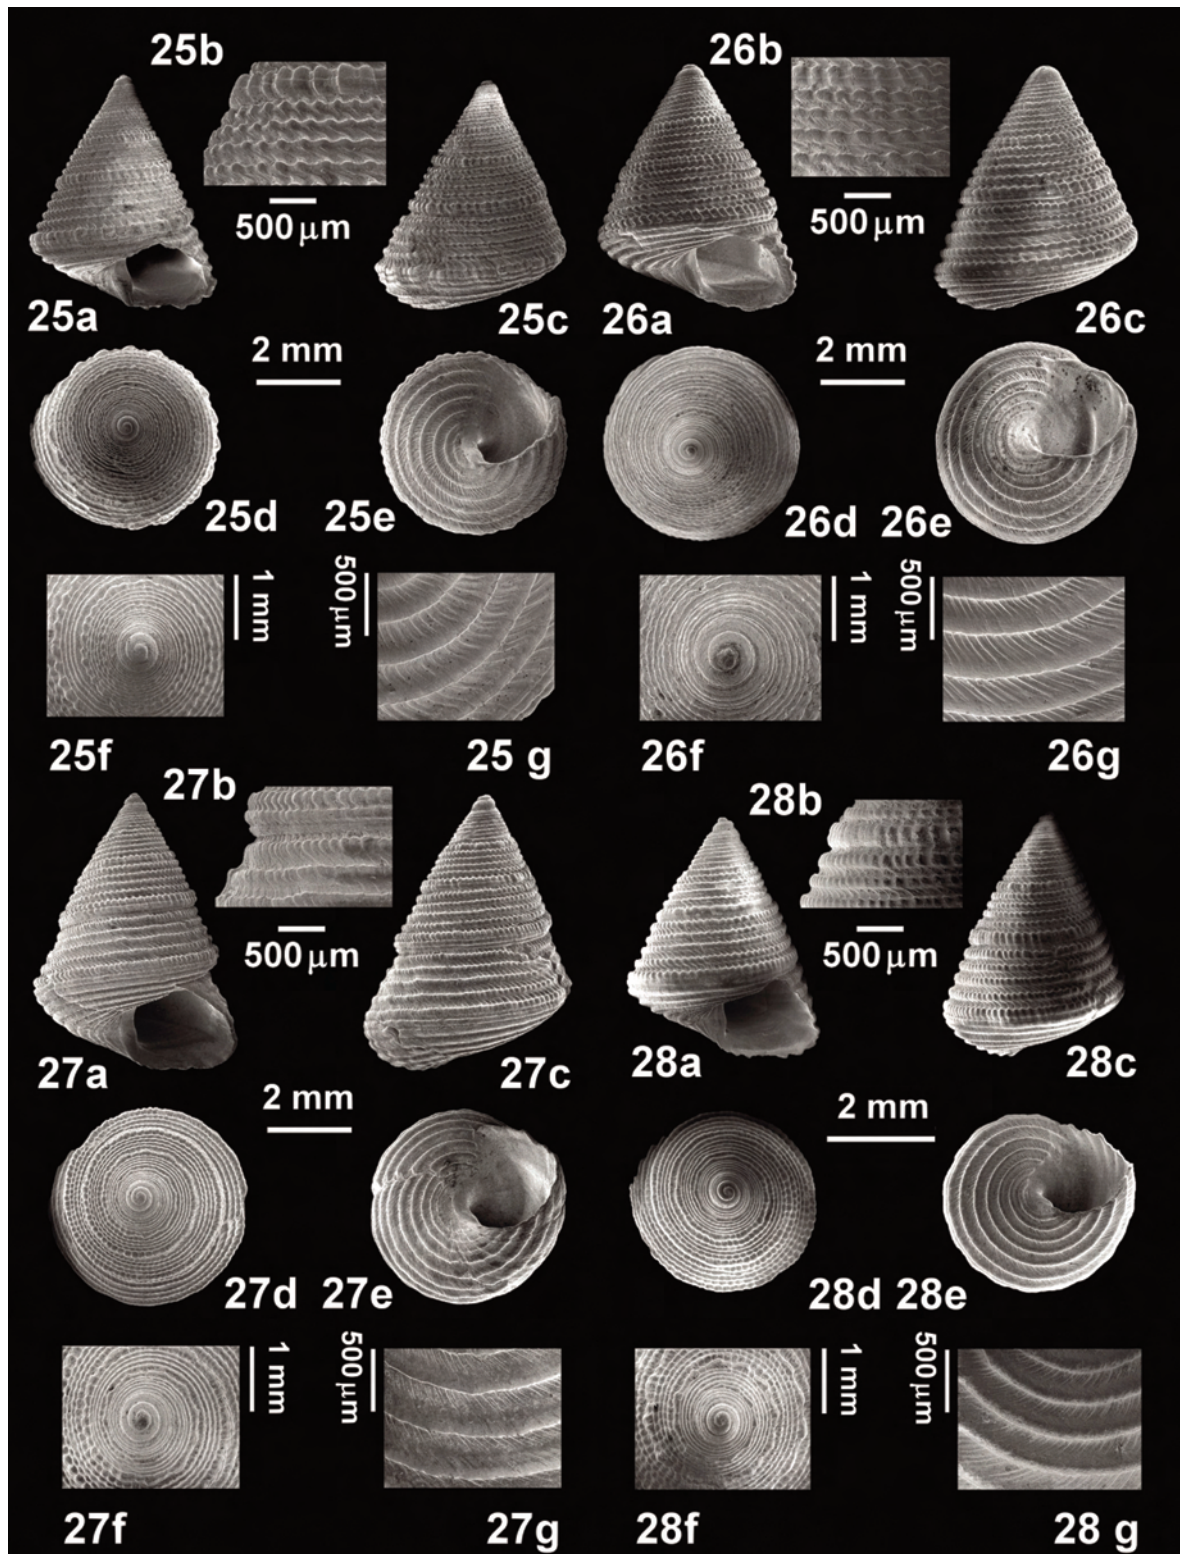 25b
26b
500 μm
500 μm
25a
25c
26a
26c
2 mm
2 mm
25d
25e
26d
26e
1 mm
500 μm
1 mm
500 μm
25f
25 g
26f
26g
27b
28b
500 μm
500 μm
27a
27c
28a
28c
2 mm
2 mm
27d
27e
28d
28e
1 mm
500 μm
1 mm
500 μm
27f
27g
28f
28 g